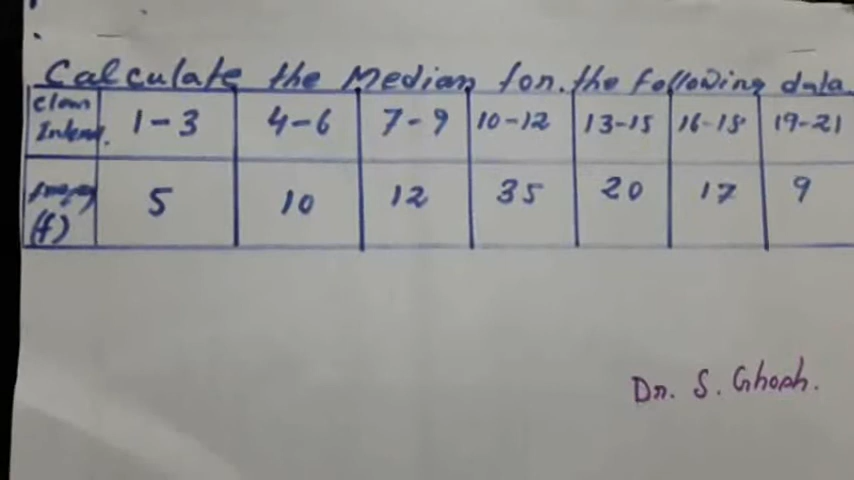 Calculate the Median for the following data
Class 1-3 4-6 7-9 10-12 13-15 16-18 19-21
(f) 5 10 12 35 20 17 9
Dr. S. Ghosh.